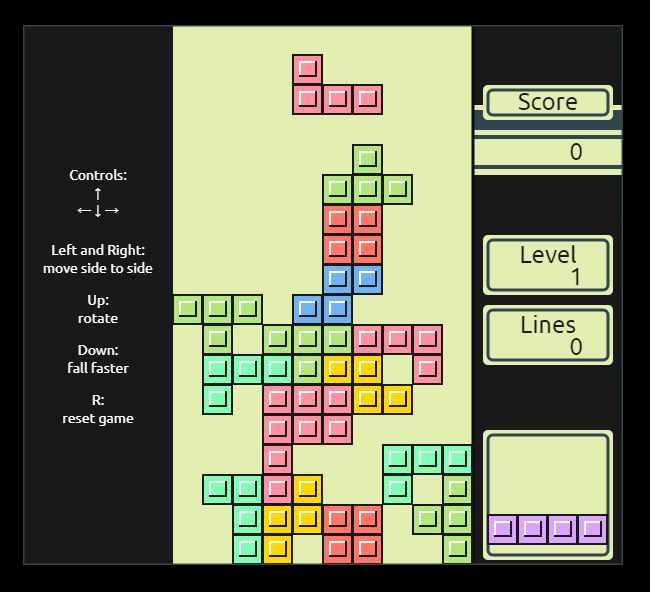 Controls:
↑
←↓→
Left and Right:
move side to side
Up:
rotate
Down:
fall faster
R:
reset game
Score
0
Level
1
Lines
0